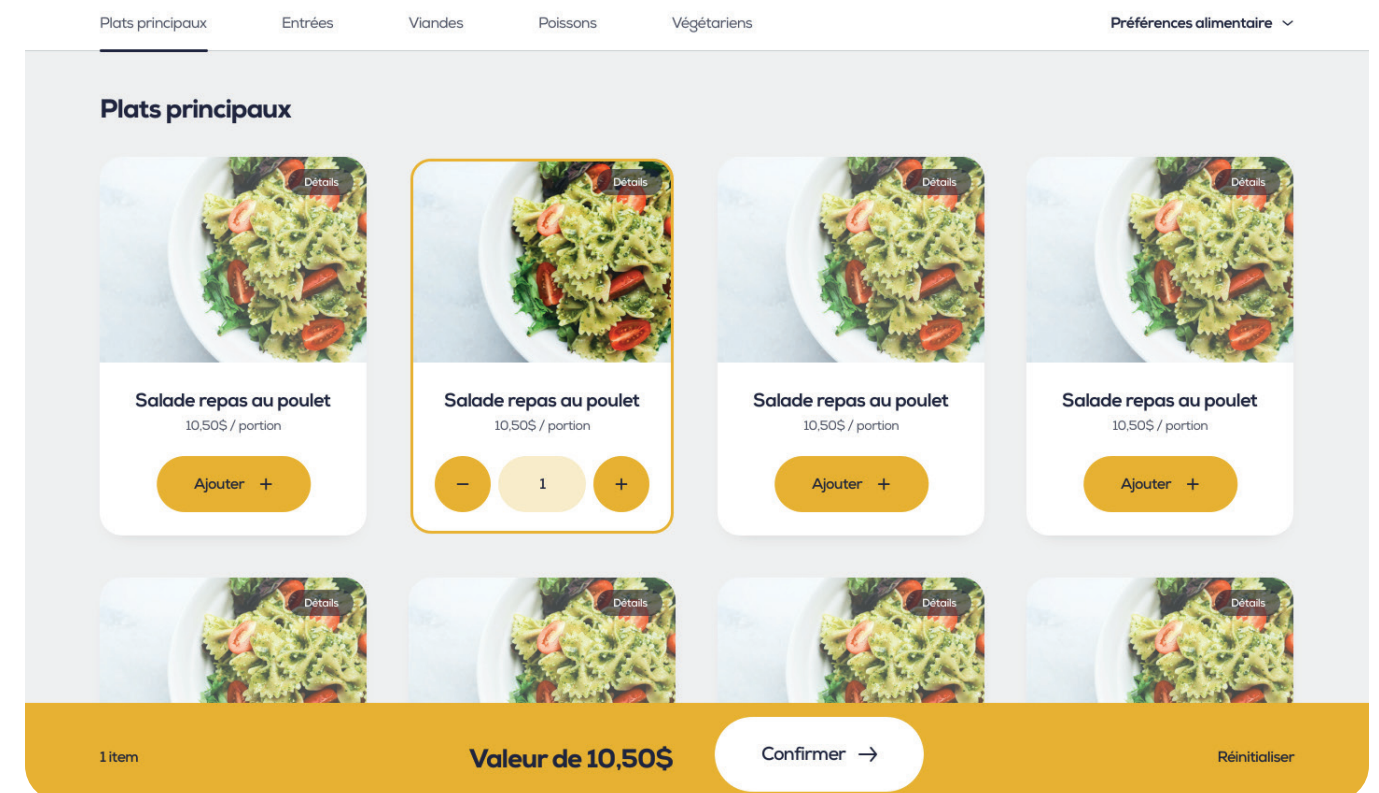 Plats principaux Entrées Viandes Poissons Végétariens Préférences alimentaire
Plats principaux
Détails Détails Détails Détails
Salade repas au poulet Salade repas au poulet Salade repas au poulet Salade repas au poulet
10,50$ / portion 10,50$ / portion 10,50$ / portion 10,50$ / portion
Ajouter + − 1 + Ajouter + Ajouter +
Détails Détails Détails Détails
1 item Valeur de 10,50$ Confirmer → Réinitialiser